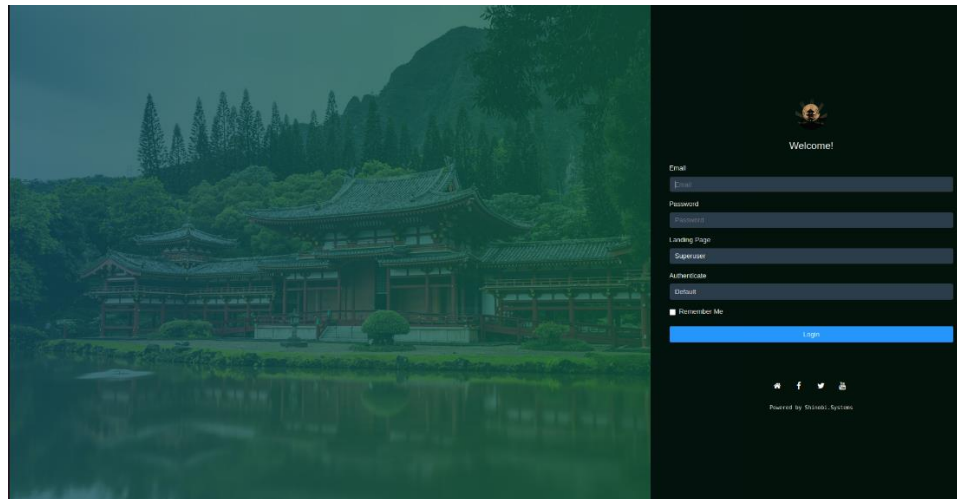 Welcome!
Email
Email
Password
Password
Landing Page
Superuser
Authenticate
Default
Remember Me
Login
Powered by Shinobi.Systems